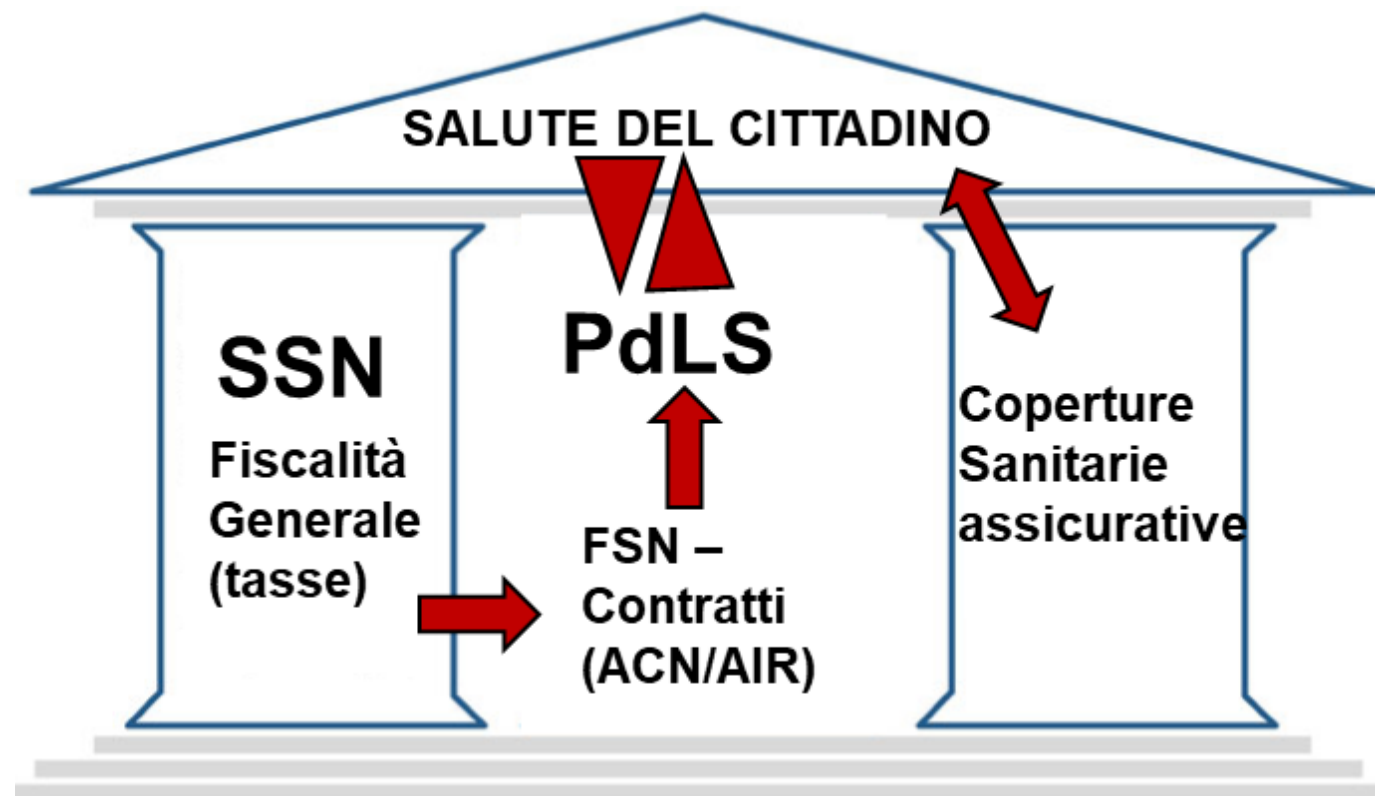 SALUTE DEL CITTADINO
SSN
Fiscalità
Generale
(tasse)
PdLS
FSN –
Contratti
(ACN/AIR)
Coperture
Sanitarie
assicurative